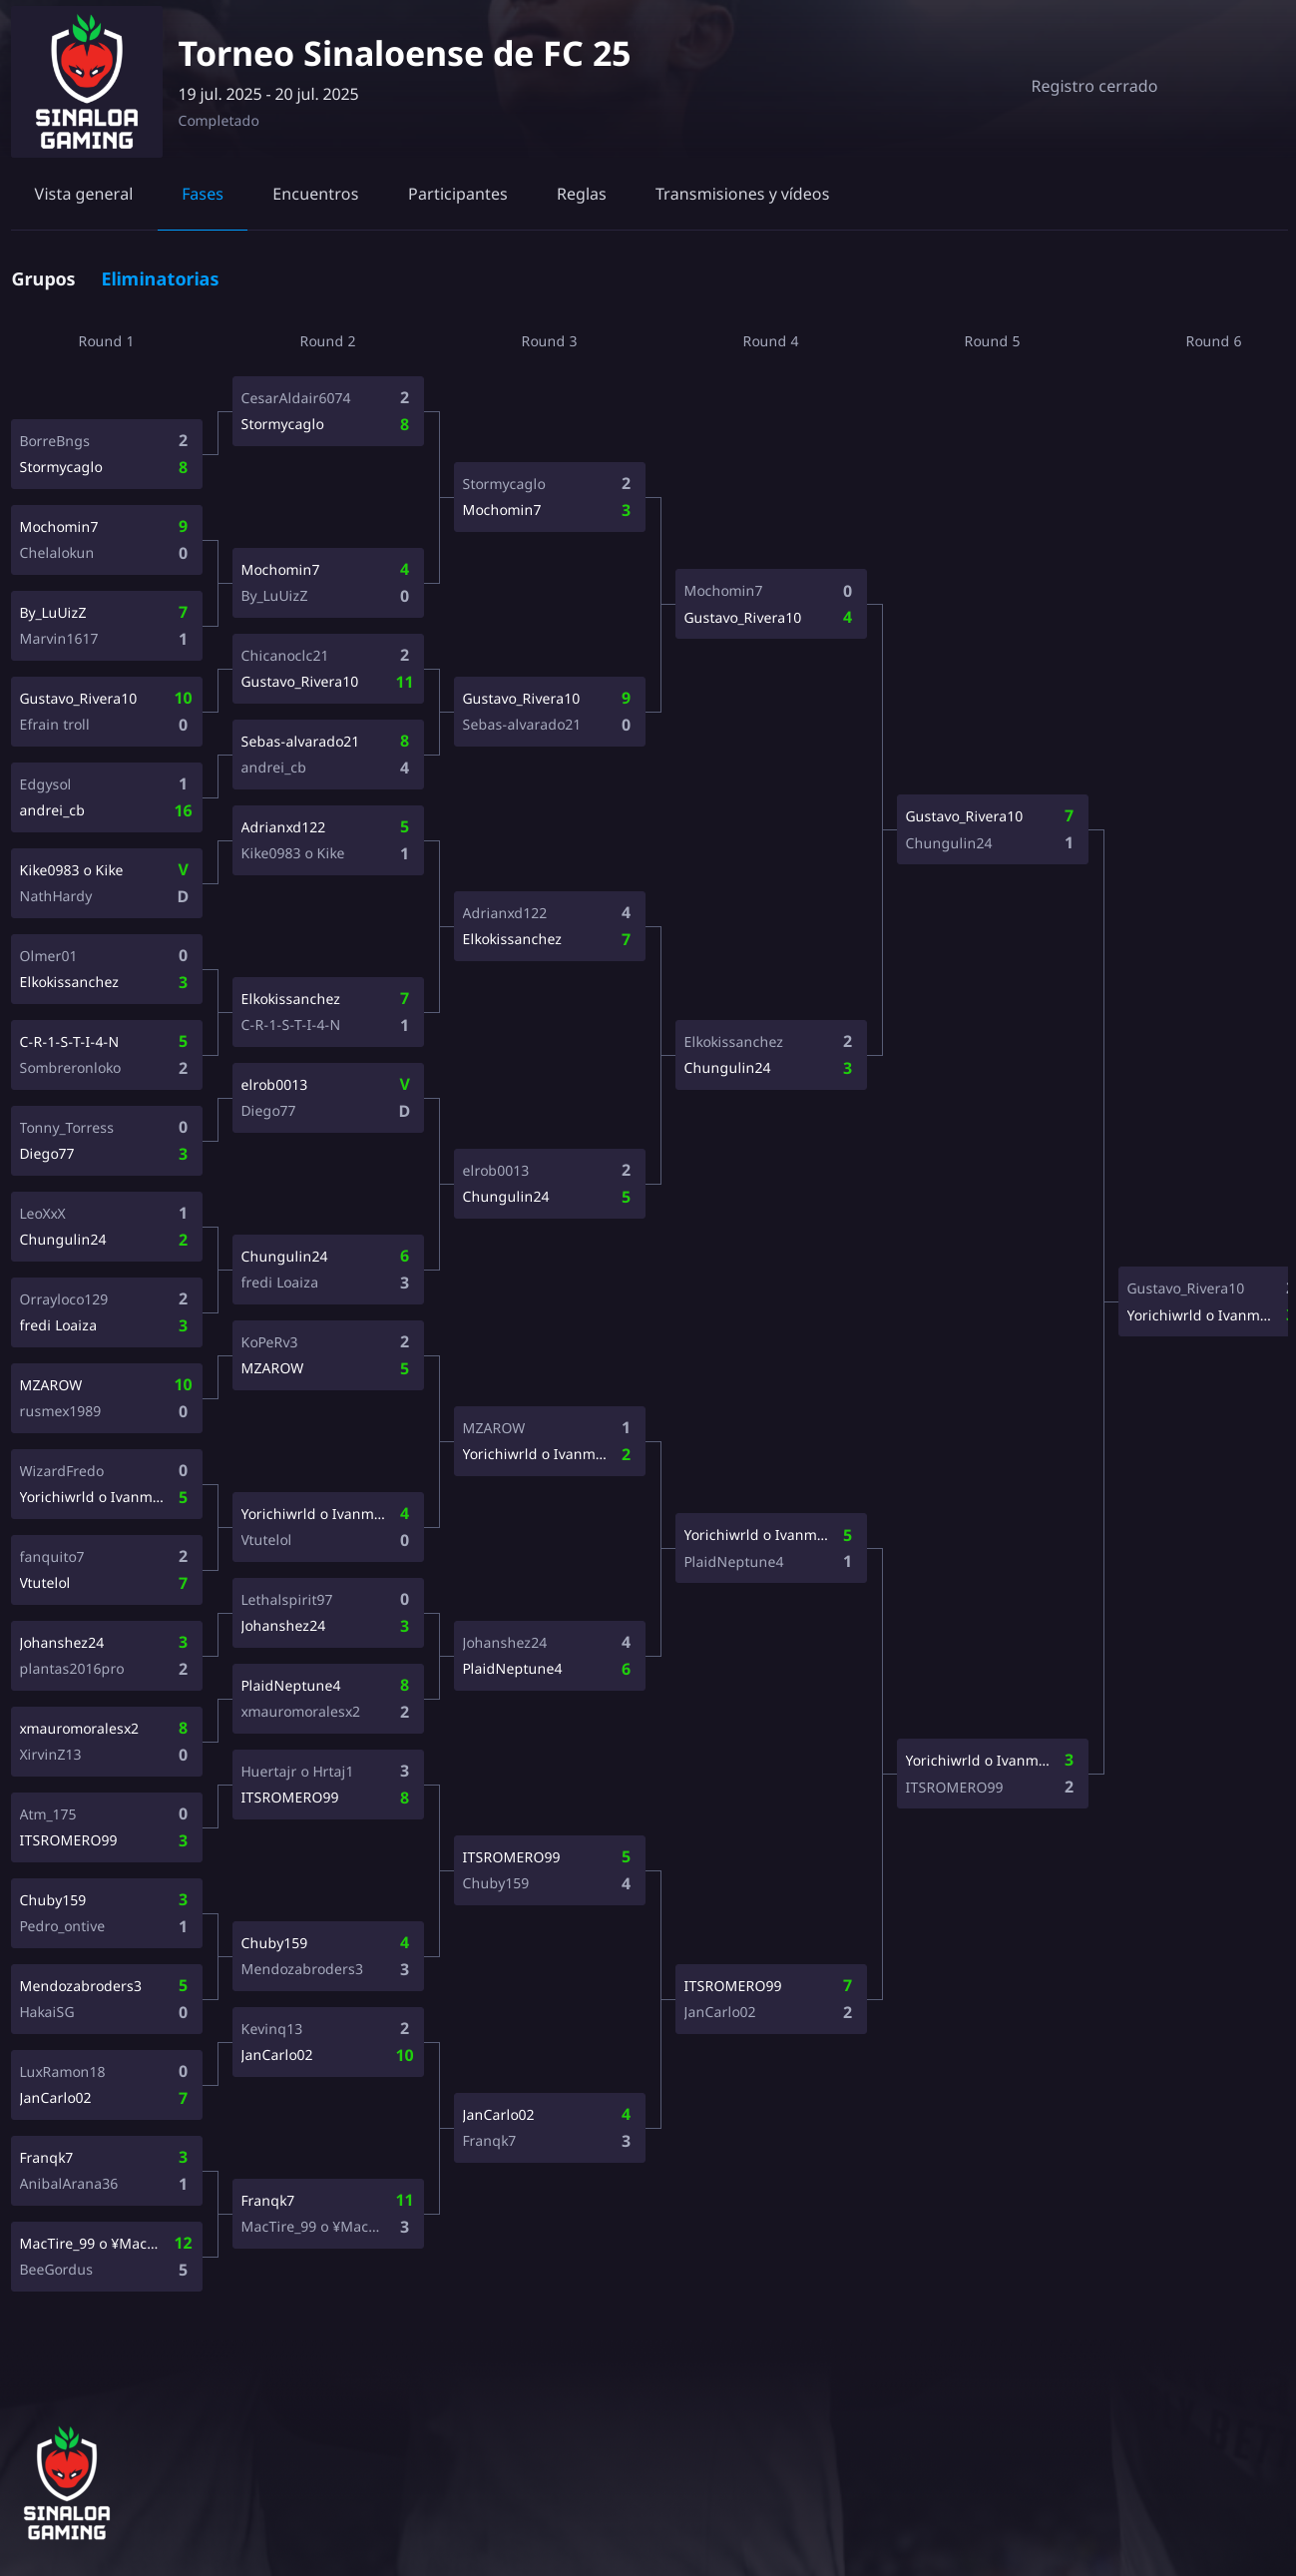 SINALOA
GAMING
Torneo Sinaloense de FC 25
19 jul. 2025 - 20 jul. 2025
Completado
Registro cerrado
Vista general
Fases
Encuentros
Participantes
Reglas
Transmisiones y vídeos
Grupos
Eliminatorias
Round 1
Round 2
Round 3
Round 4
Round 5
Round 6
BorreBngs 2
Stormycaglo 8
Mochomin7 9
Chelalokun 0
By_LuUizZ 7
Marvin1617 1
Gustavo_Rivera10 10
Efrain troll 0
Edgysol 1
andrei_cb 16
Kike0983 o Kike V
NathHardy D
Olmer01 0
Elkokissanchez 3
C-R-1-S-T-I-4-N 5
Sombreronloko 2
Tonny_Torress 0
Diego77 3
LeoXxX 1
Chungulin24 2
Orrayloco129 2
fredi Loaiza 3
MZAROW 10
rusmex1989 0
WizardFredo 0
Yorichiwrld o Ivanm... 5
fanquito7 2
Vtutelol 7
Johanshez24 3
plantas2016pro 2
xmauromoralesx2 8
XirvinZ13 0
Atm_175 0
ITSROMERO99 3
Chuby159 3
Pedro_ontive 1
Mendozabroders3 5
HakaiSG 0
LuxRamon18 0
JanCarlo02 7
Franqk7 3
AnibalArana36 1
MacTire_99 o ¥Mac... 12
BeeGordus 5
CesarAldair6074 2
Stormycaglo 8
Mochomin7 4
By_LuUizZ 0
Chicanoclc21 2
Gustavo_Rivera10 11
Sebas-alvarado21 8
andrei_cb 4
Adrianxd122 5
Kike0983 o Kike 1
Elkokissanchez 7
C-R-1-S-T-I-4-N 1
elrob0013 V
Diego77 D
Chungulin24 6
fredi Loaiza 3
KoPeRv3 2
MZAROW 5
Yorichiwrld o Ivanm... 4
Vtutelol 0
Lethalspirit97 0
Johanshez24 3
PlaidNeptune4 8
xmauromoralesx2 2
Huertajr o Hrtaj1 3
ITSROMERO99 8
Chuby159 4
Mendozabroders3 3
Kevinq13 2
JanCarlo02 10
Franqk7 11
MacTire_99 o ¥Mac... 3
Stormycaglo 2
Mochomin7 3
Gustavo_Rivera10 9
Sebas-alvarado21 0
Adrianxd122 4
Elkokissanchez 7
elrob0013 2
Chungulin24 5
MZAROW 1
Yorichiwrld o Ivanm... 2
Johanshez24 4
PlaidNeptune4 6
ITSROMERO99 5
Chuby159 4
JanCarlo02 4
Franqk7 3
Mochomin7 0
Gustavo_Rivera10 4
Elkokissanchez 2
Chungulin24 3
Yorichiwrld o Ivanm... 5
PlaidNeptune4 1
ITSROMERO99 7
JanCarlo02 2
Gustavo_Rivera10 7
Chungulin24 1
Yorichiwrld o Ivanm... 3
ITSROMERO99 2
Gustavo_Rivera10
Yorichiwrld o Ivanm...
SINALOA
GAMING